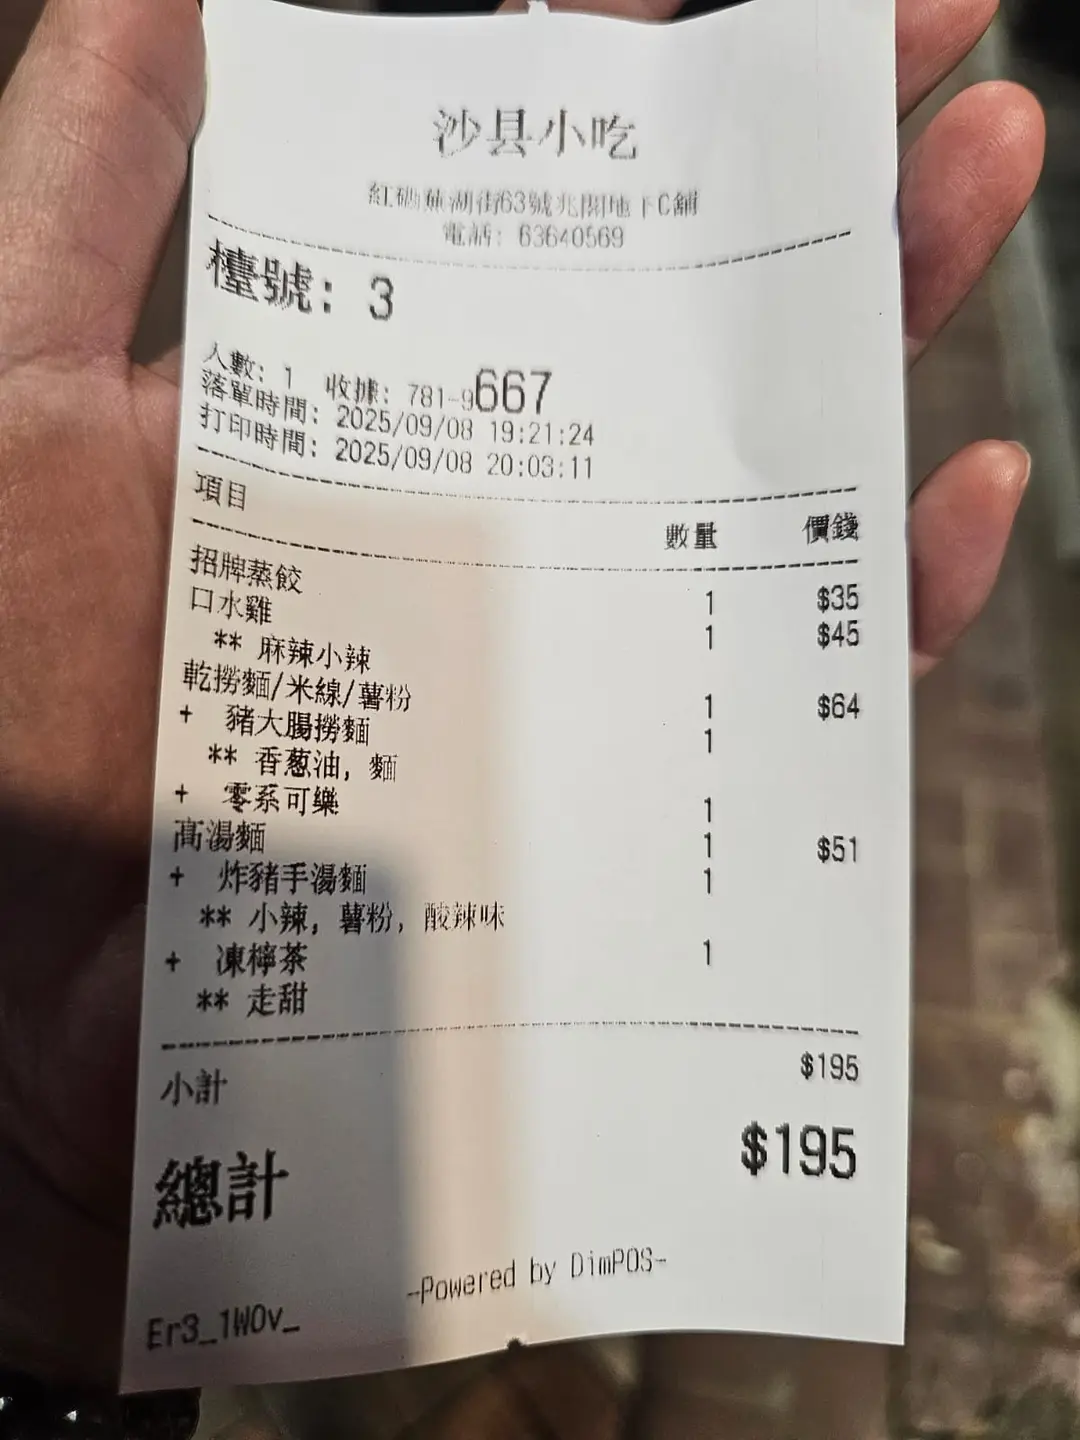 沙县小吃
紅磡蕪湖街63號兆閣地下C舖
電話: 63640569
檯號: 3
人數: 1 收據: 781-9667
落單時間: 2025/09/08 19:21:24
打印時間: 2025/09/08 20:03:11
項目 數量 價錢
招牌蒸餃 1 $35
口水雞 1 $45
** 麻辣小辣
乾撈麵/米線/薯粉 1 $64
+ 豬大腸撈麵 1
** 香葱油, 麵
+ 零系可樂 1
高湯麵 1 $51
+ 炸豬手湯麵 1
** 小辣, 薯粉, 酸辣味
+ 凍檸茶 1
** 走甜
小計 $195
總計 $195
-Powered by DimPOS-
Er3_1WOv_